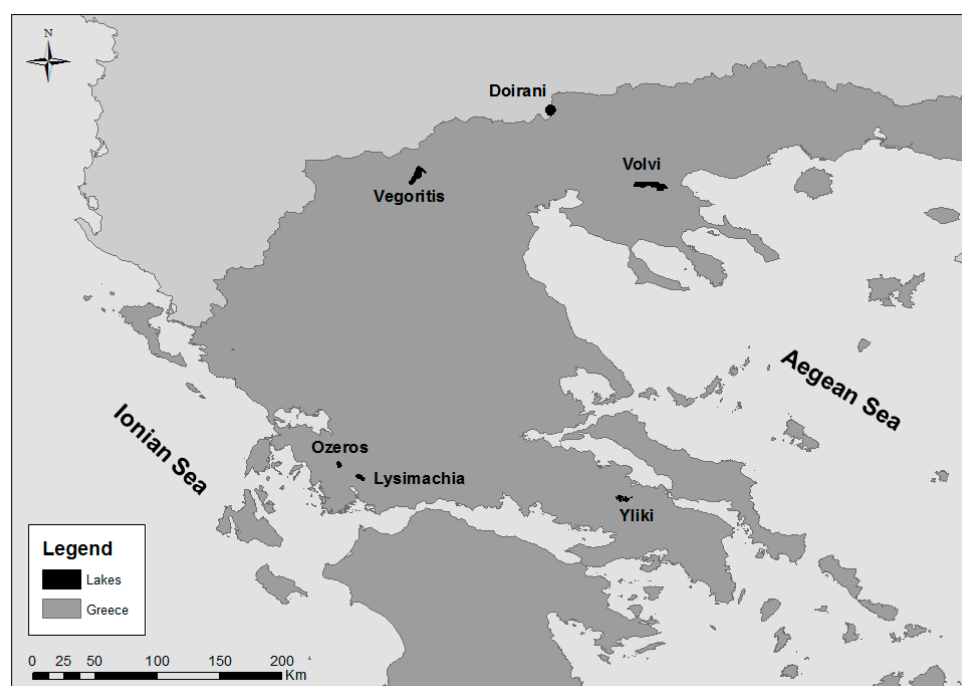 N
Doirani
Volvi
Vegoritis
Aegean Sea
Ionian Sea
Ozeros
Lysimachia
Yliki
Legend
Lakes
Greece
0 25 50 100 150 200
Km